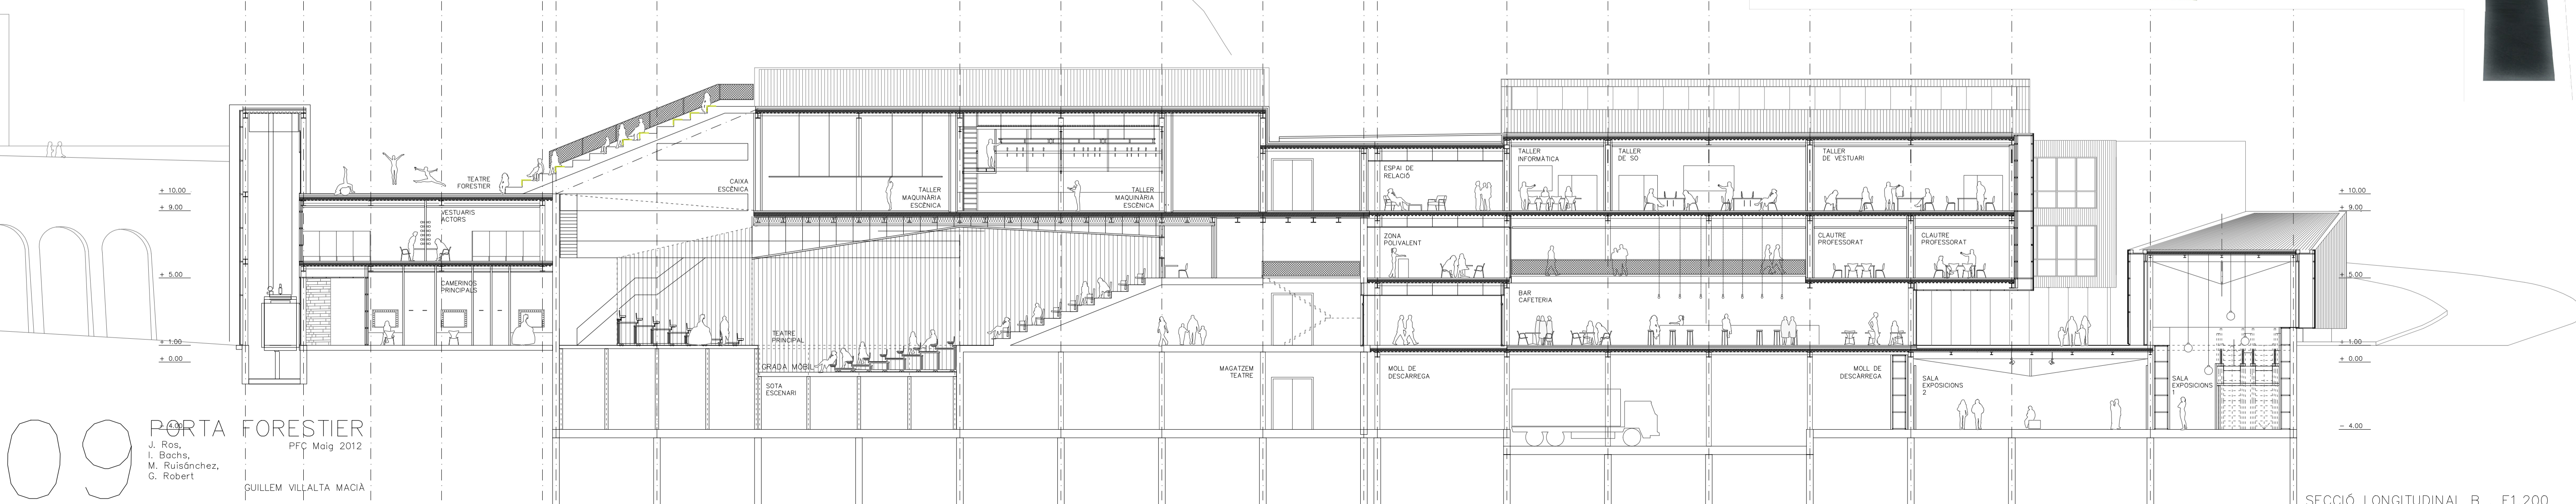 TEATRE
FORESTIER
CAIXA
ESCÈNICA
TALLER
MAQUINÀRIA
ESCÈNICA
TALLER
MAQUINÀRIA
ESCÈNICA
ESPAI DE
RELACIÓ
TALLER
INFORMÀTICA
TALLER
DE SO
TALLER
DE VESTUARI
+ 10.00
+ 9.00
+ 5.00
+ 1.00
+ 0.00
- 4.00
VESTUARIS
ACTORS
CAMERINOS
PRINCIPALS
ZONA
POLIVALENT
CLAUTRE
PROFESSORAT
CLAUTRE
PROFESSORAT
BAR
CAFETERIA
TEATRE
PRINCIPAL
GRADA MÒBIL
SOTA
ESCENARI
MAGATZEM
TEATRE
MOLL DE
DESCÀRREGA
MOLL DE
DESCÀRREGA
SALA
EXPOSICIONS
2
SALA
EXPOSICIONS
1
+ 10.00
+ 9.00
+ 5.00
+ 1.00
+ 0.00
- 4.00
09
PORTA FORESTIER
PFC Maig 2012
J. Ros,
I. Bachs,
M. Ruisánchez,
G. Robert
GUILLEM VILLALTA MACIÀ
SECCIÓ LONGITUDINAL B E1.200